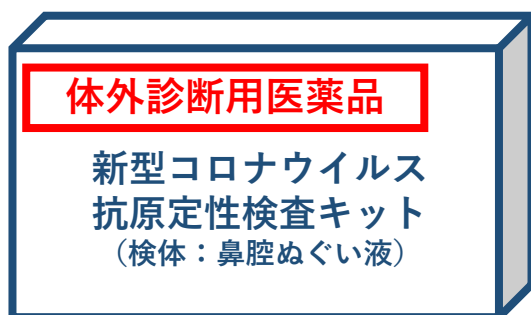 体外診断用医薬品
新型コロナウイルス
抗原定性検査キット
（検体：鼻腔ぬぐい液）